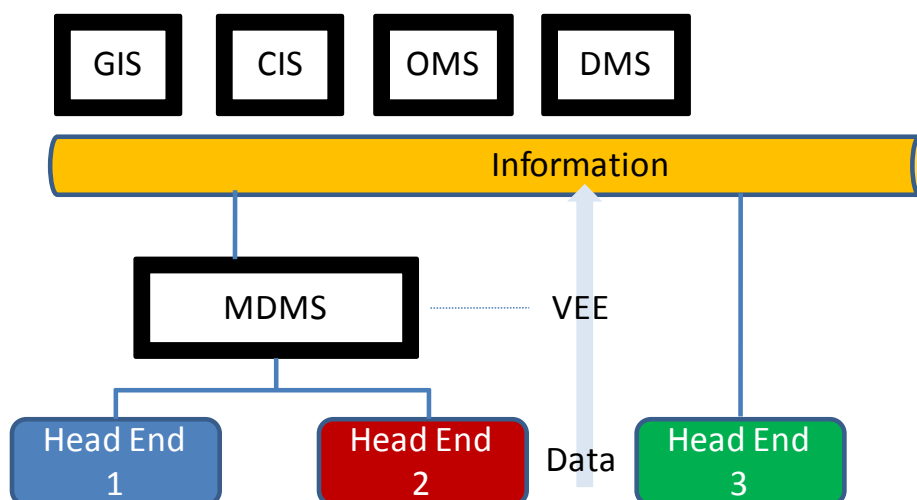 GIS
CIS
OMS
DMS
Information
MDMS
VEE
Head End
1
Head End
2
Data
Head End
3